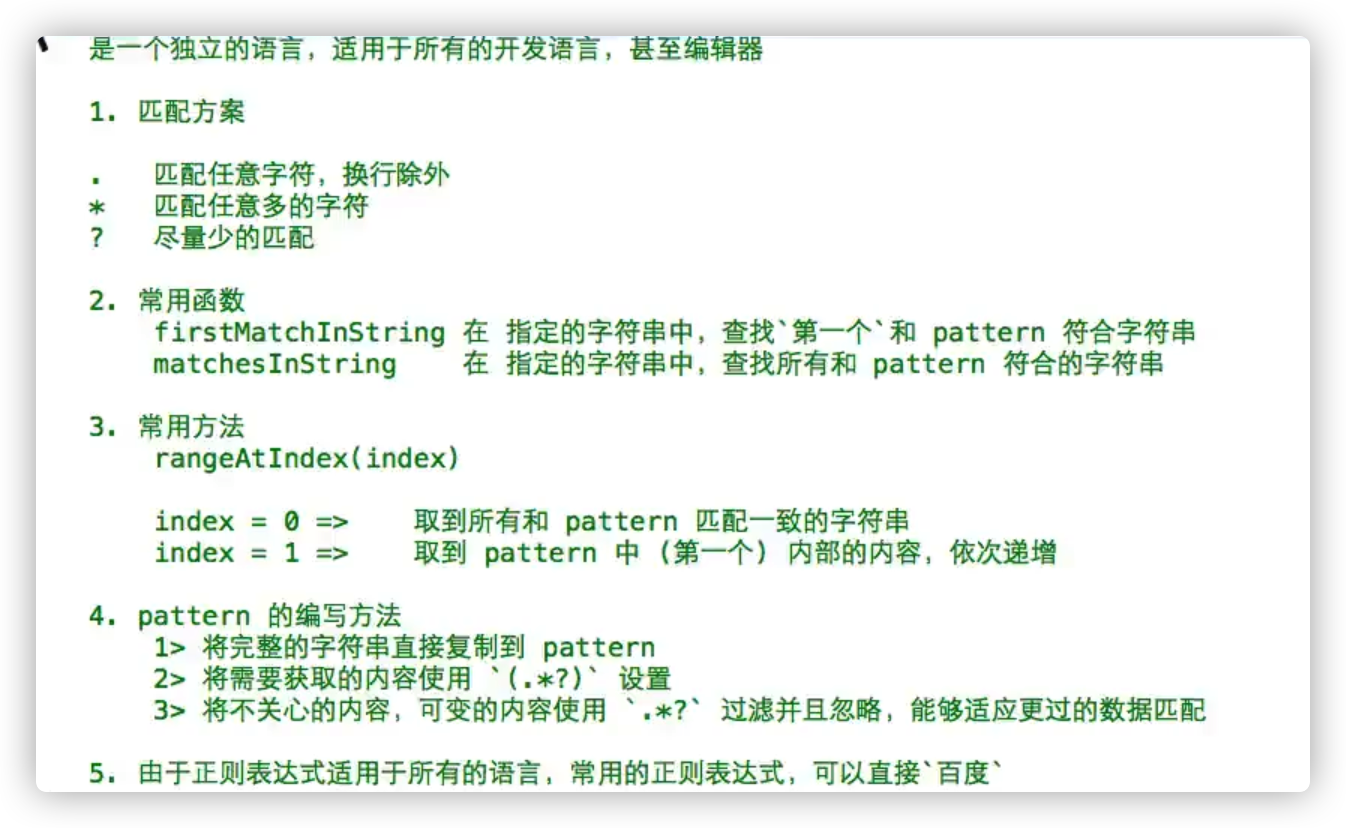 是一个独立的语言，适用于所有的开发语言，甚至编辑器
1. 匹配方案
. 匹配任意字符，换行除外
* 匹配任意多的字符
? 尽量少的匹配
2. 常用函数
firstMatchInString 在 指定的字符串中，查找`第一个`和 pattern 符合字符串
matchesInString 在 指定的字符串中，查找所有和 pattern 符合的字符串
3. 常用方法
rangeAtIndex(index)
index = 0 => 取到所有和 pattern 匹配一致的字符串
index = 1 => 取到 pattern 中 (第一个) 内部的内容，依次递增
4. pattern 的编写方法
1> 将完整的字符串直接复制到 pattern
2> 将需要获取的内容使用 `(.*?)` 设置
3> 将不关心的内容，可变的内容使用 `.*?` 过滤并且忽略，能够适应更过的数据匹配
5. 由于正则表达式适用于所有的语言，常用的正则表达式，可以直接`百度`